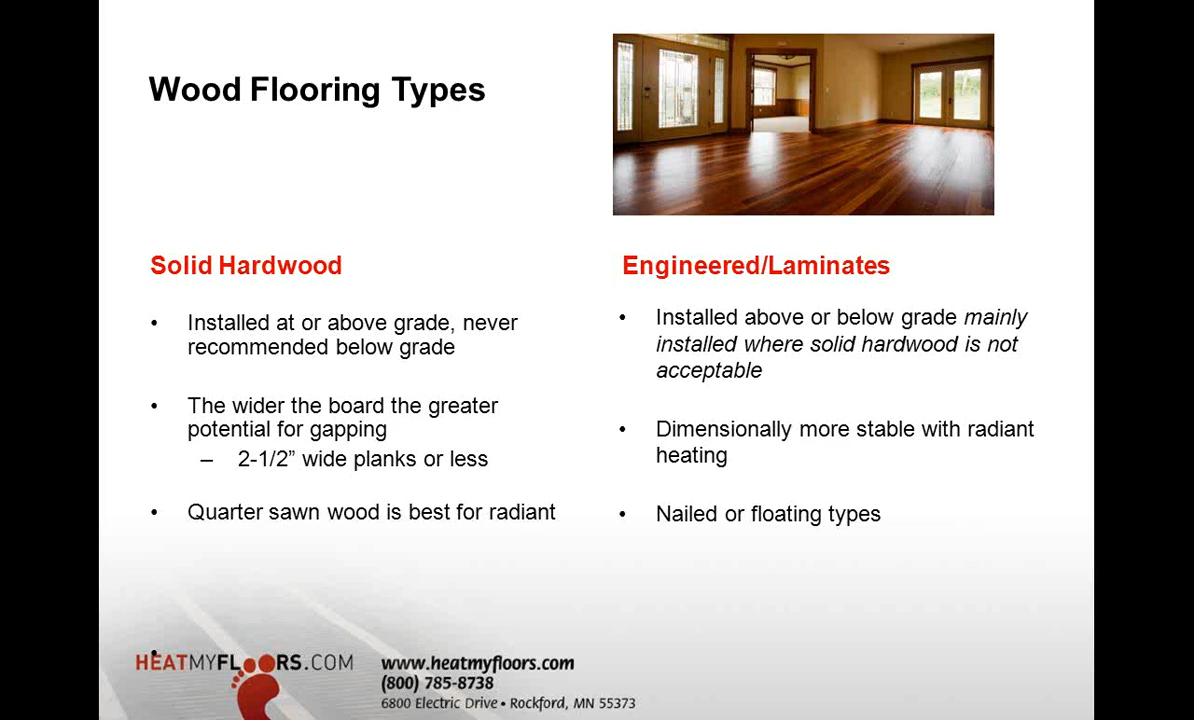 Wood Flooring Types
Solid Hardwood
• Installed at or above grade, never
recommended below grade
• The wider the board the greater
potential for gapping
– 2-1/2” wide planks or less
• Quarter sawn wood is best for radiant
Engineered/Laminates
• Installed above or below grade mainly
installed where solid hardwood is not
acceptable
• Dimensionally more stable with radiant
heating
• Nailed or floating types
•
HEATMYFLOORS.COM
www.heatmyfloors.com
(800) 785-8738
6800 Electric Drive • Rockford, MN 55373